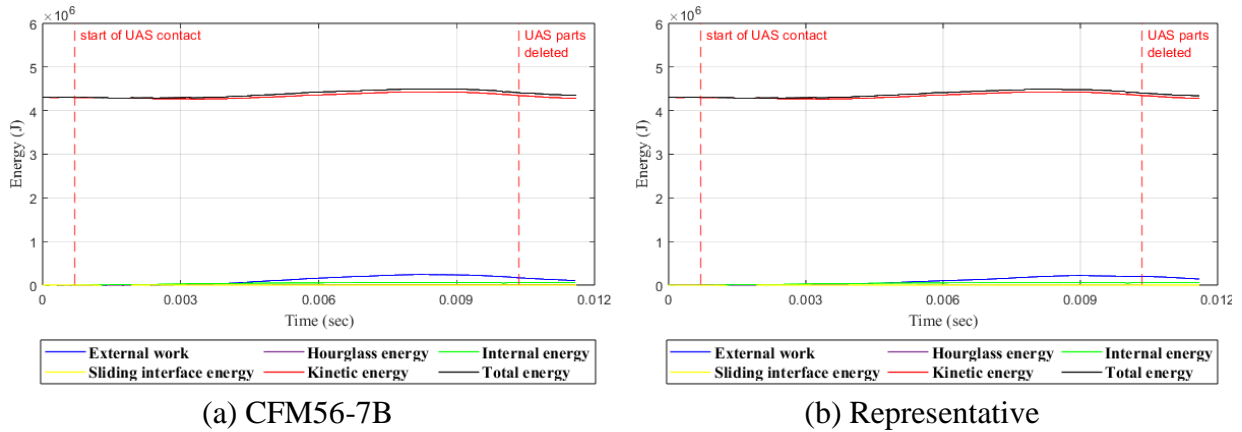 6 × 10^6
start of UAS contact
UAS parts
deleted
5
4
3
2
1
0
Energy (J)
0 0.003 0.006 0.009 0.012
Time (sec)
External work Hourglass energy Internal energy
Sliding interface energy Kinetic energy Total energy
(a) CFM56-7B
6 × 10^6
start of UAS contact
UAS parts
deleted
5
4
3
2
1
0
Energy (J)
0 0.003 0.006 0.009 0.012
Time (sec)
External work Hourglass energy Internal energy
Sliding interface energy Kinetic energy Total energy
(b) Representative